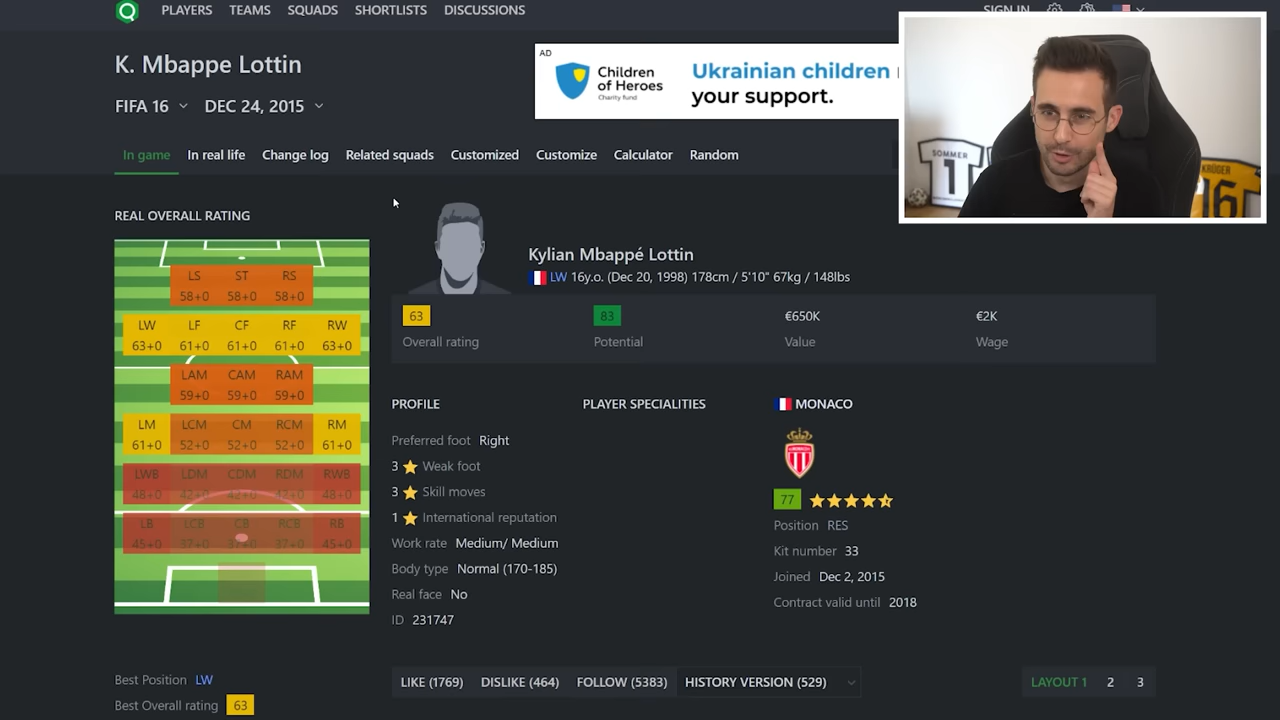 PLAYERS TEAMS SQUADS SHORTLISTS DISCUSSIONS SIGN IN
K. Mbappe Lottin
FIFA 16 DEC 24, 2015
AD
Children of Heroes
Charity fund
Ukrainian children
your support.
In game In real life Change log Related squads Customized Customize Calculator Random
SOMMER
1
KRÜGER
16
REAL OVERALL RATING
LS ST RS
58+0 58+0 58+0
LW LF CF RF RW
63+0 61+0 61+0 61+0 63+0
LAM CAM RAM
59+0 59+0 59+0
LM LCM CM RCM RM
61+0 52+0 52+0 52+0 61+0
LWB LDM CDM RDM RWB
48+0 42+0 42+0 42+0 48+0
LB LCB CB RCB RB
45+0 37+0 37+0 37+0 45+0
Best Position LW
Best Overall rating 63
Kylian Mbappé Lottin
LW 16y.o. (Dec 20, 1998) 178cm / 5'10" 67kg / 148lbs
63 83 €650K €2K
Overall rating Potential Value Wage
PROFILE
Preferred foot Right
3 Weak foot
3 Skill moves
1 International reputation
Work rate Medium/ Medium
Body type Normal (170-185)
Real face No
ID 231747
PLAYER SPECIALITIES
MONACO
77
Position RES
Kit number 33
Joined Dec 2, 2015
Contract valid until 2018
LIKE (1769) DISLIKE (464) FOLLOW (5383) HISTORY VERSION (529) LAYOUT 1 2 3